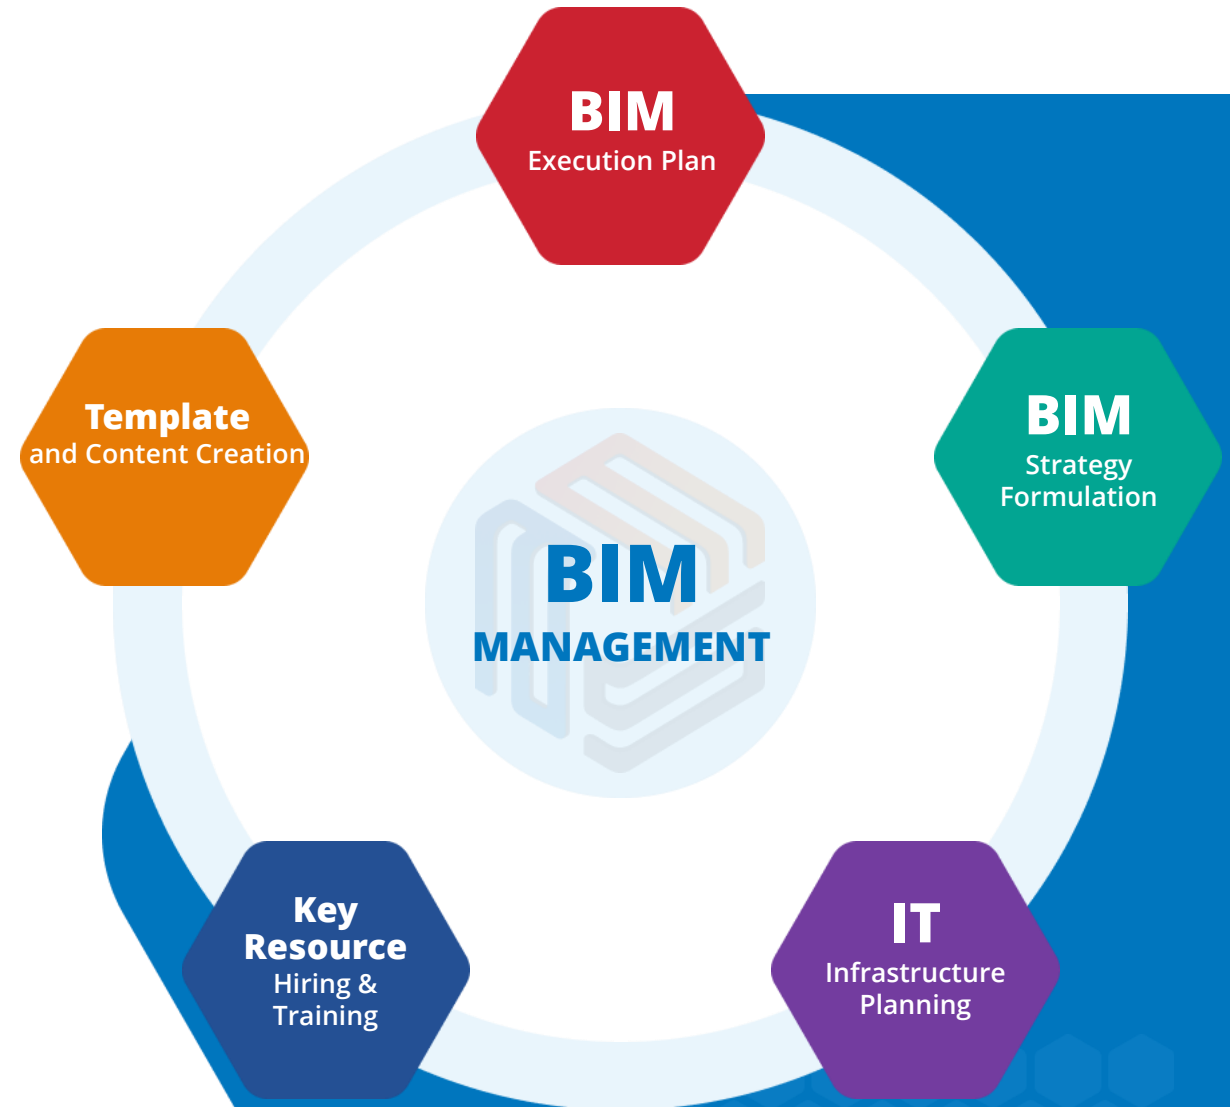 BIM
Execution Plan
BIM
Strategy
Formulation
IT
Infrastructure
Planning
Key
Resource
Hiring &
Training
Template
and Content Creation
BIM
MANAGEMENT